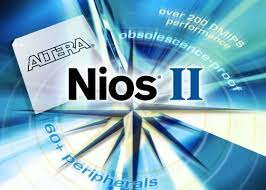 over 200 DMIPS
performance
obsolescence proof
ALTERA
Nios® II
60+ peripherals